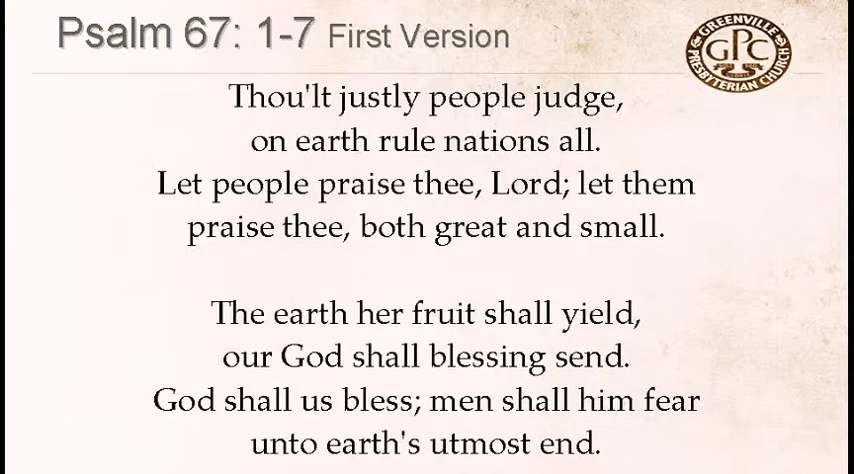 Psalm 67: 1-7 First Version
GREENVILLE
GPC
PRESBYTERIAN CHURCH
Thou'lt justly people judge,
on earth rule nations all.
Let people praise thee, Lord; let them
praise thee, both great and small.
The earth her fruit shall yield,
our God shall blessing send.
God shall us bless; men shall him fear
unto earth's utmost end.